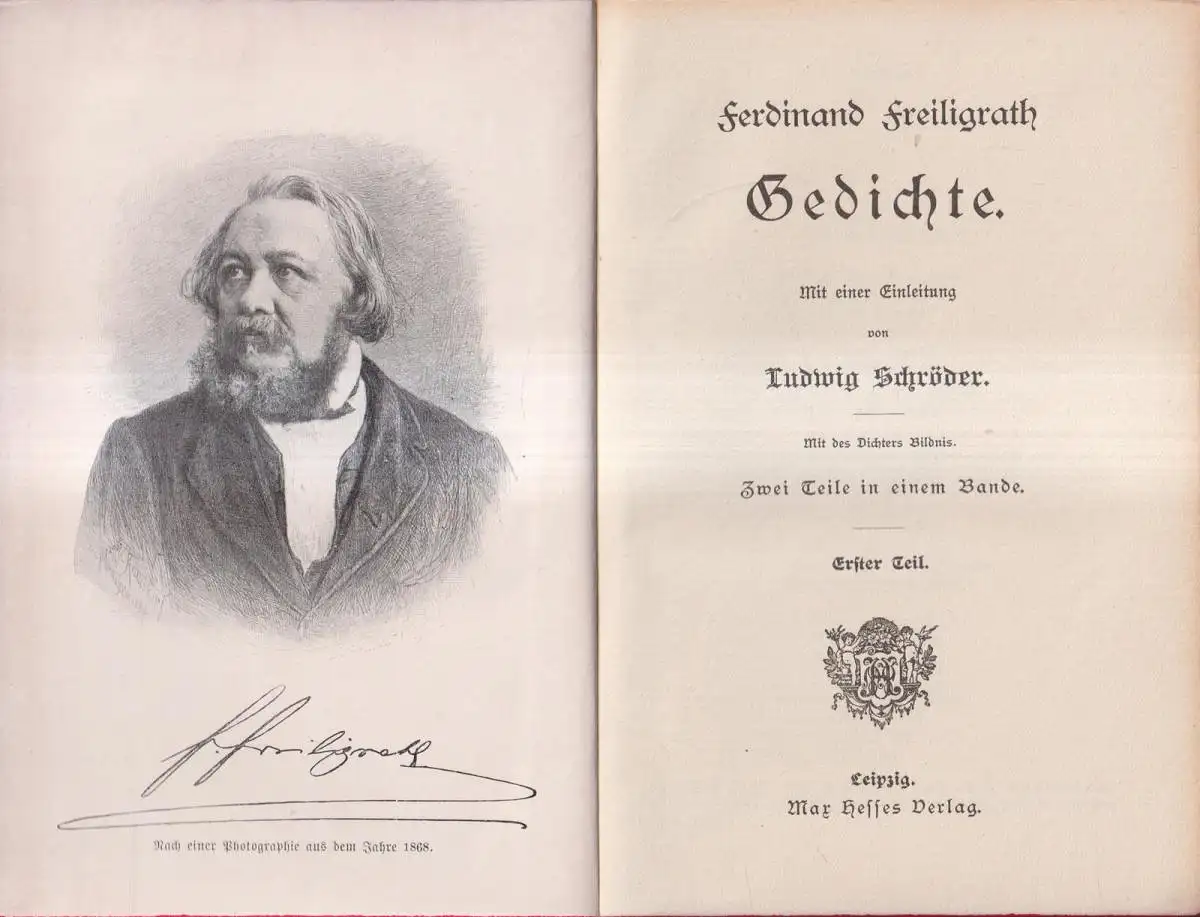 F. Freiligrath
Nach einer Photographie aus dem Jahre 1868.
Ferdinand Freiligrath
Gedichte.
Mit einer Einleitung
von
Ludwig Schröder.
Mit des Dichters Bildnis.
Zwei Teile in einem Bande.
Erster Teil.
Leipzig.
Max Hesses Verlag.